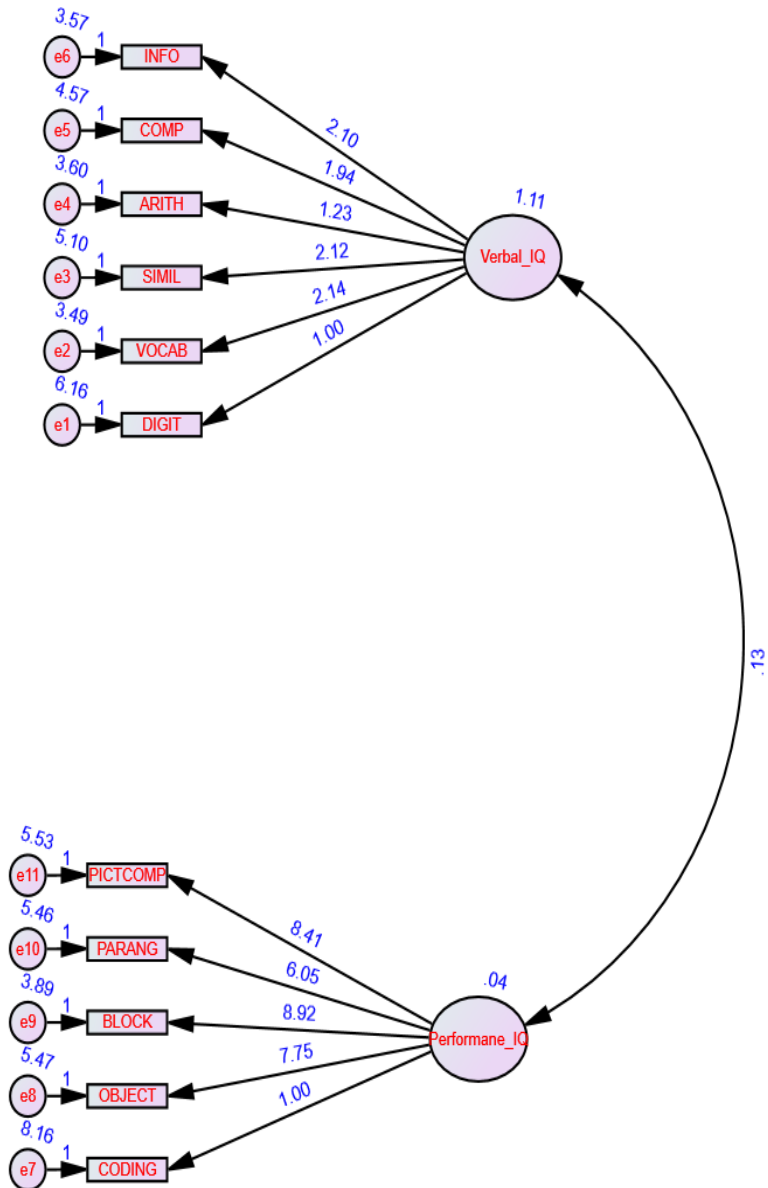 3.57
e6
1
INFO
4.57
e5
1
COMP
3.60
e4
1
ARITH
5.10
e3
1
SIMIL
3.49
e2
1
VOCAB
6.16
e1
1
DIGIT
2.10
1.94
1.23
2.12
2.14
1.00
1.11
Verbal_IQ
.13
5.53
e11
1
PICTCOMP
5.46
e10
1
PARANG
3.89
e9
1
BLOCK
5.47
e8
1
OBJECT
8.16
e7
1
CODING
8.41
6.05
8.92
7.75
1.00
.04
Performane_IQ